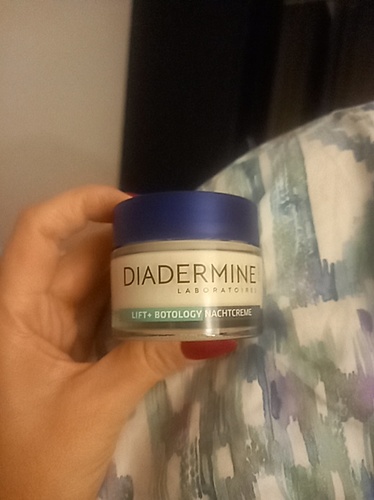 DIADERMINE
LABORATOIRES
LIFT+ BOTOLOGY NACHTCREME